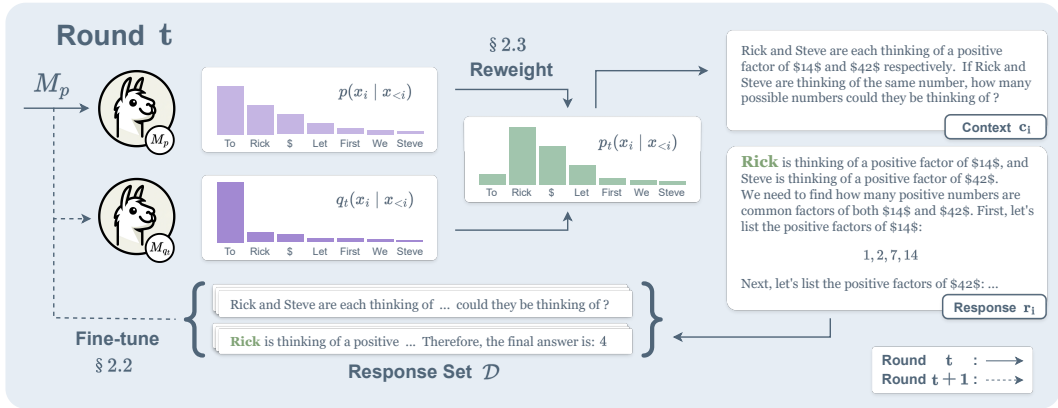 Round t
M_p
M_p
p(x_i | x_{<i})
To Rick $ Let First We Steve
M_{q_t}
q_t(x_i | x_{<i})
To Rick $ Let First We Steve
§ 2.3
Reweight
p_t(x_i | x_{<i})
To Rick $ Let First We Steve
Rick and Steve are each thinking of a positive
factor of $14$ and $42$ respectively. If Rick and
Steve are thinking of the same number, how many
possible numbers could they be thinking of ?
Context c_i
Rick is thinking of a positive factor of $14$, and
Steve is thinking of a positive factor of $42$.
We need to find how many positive numbers are
common factors of both $14$ and $42$. First, let's
list the positive factors of $14$:
1, 2, 7, 14
Next, let's list the positive factors of $42$: ...
Response r_i
Rick and Steve are each thinking of ... could they be thinking of ?
Rick is thinking of a positive ... Therefore, the final answer is: 4
Response Set D
Fine-tune
§ 2.2
Round t :
Round t + 1 :